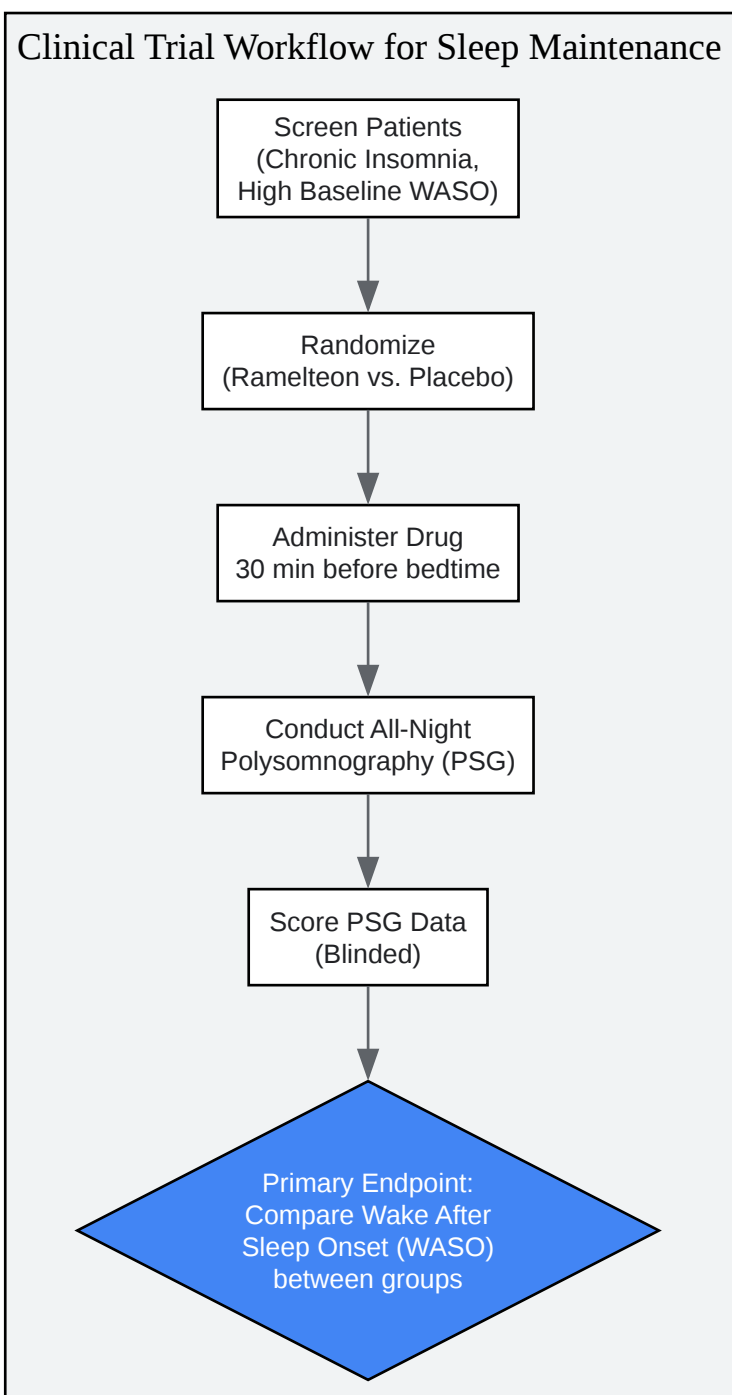 Clinical Trial Workflow for Sleep Maintenance
Screen Patients
(Chronic Insomnia,
High Baseline WASO)
Randomize
(Ramelteon vs. Placebo)
Administer Drug
30 min before bedtime
Conduct All-Night
Polysomnography (PSG)
Score PSG Data
(Blinded)
Primary Endpoint:
Compare Wake After
Sleep Onset (WASO)
between groups